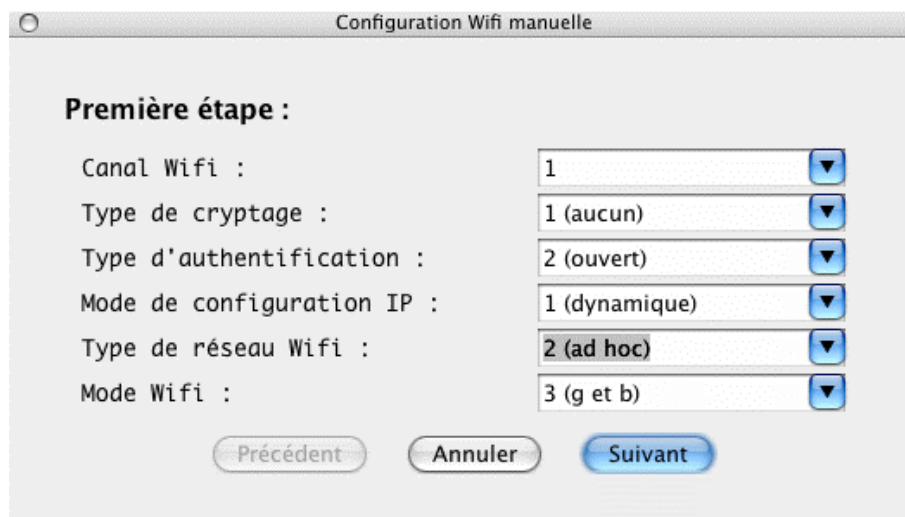 Configuration Wifi manuelle
Première étape :
Canal Wifi : 1
Type de cryptage : 1 (aucun)
Type d'authentification : 2 (ouvert)
Mode de configuration IP : 1 (dynamique)
Type de réseau Wifi : 2 (ad hoc)
Mode Wifi : 3 (g et b)
Précédent Annuler Suivant